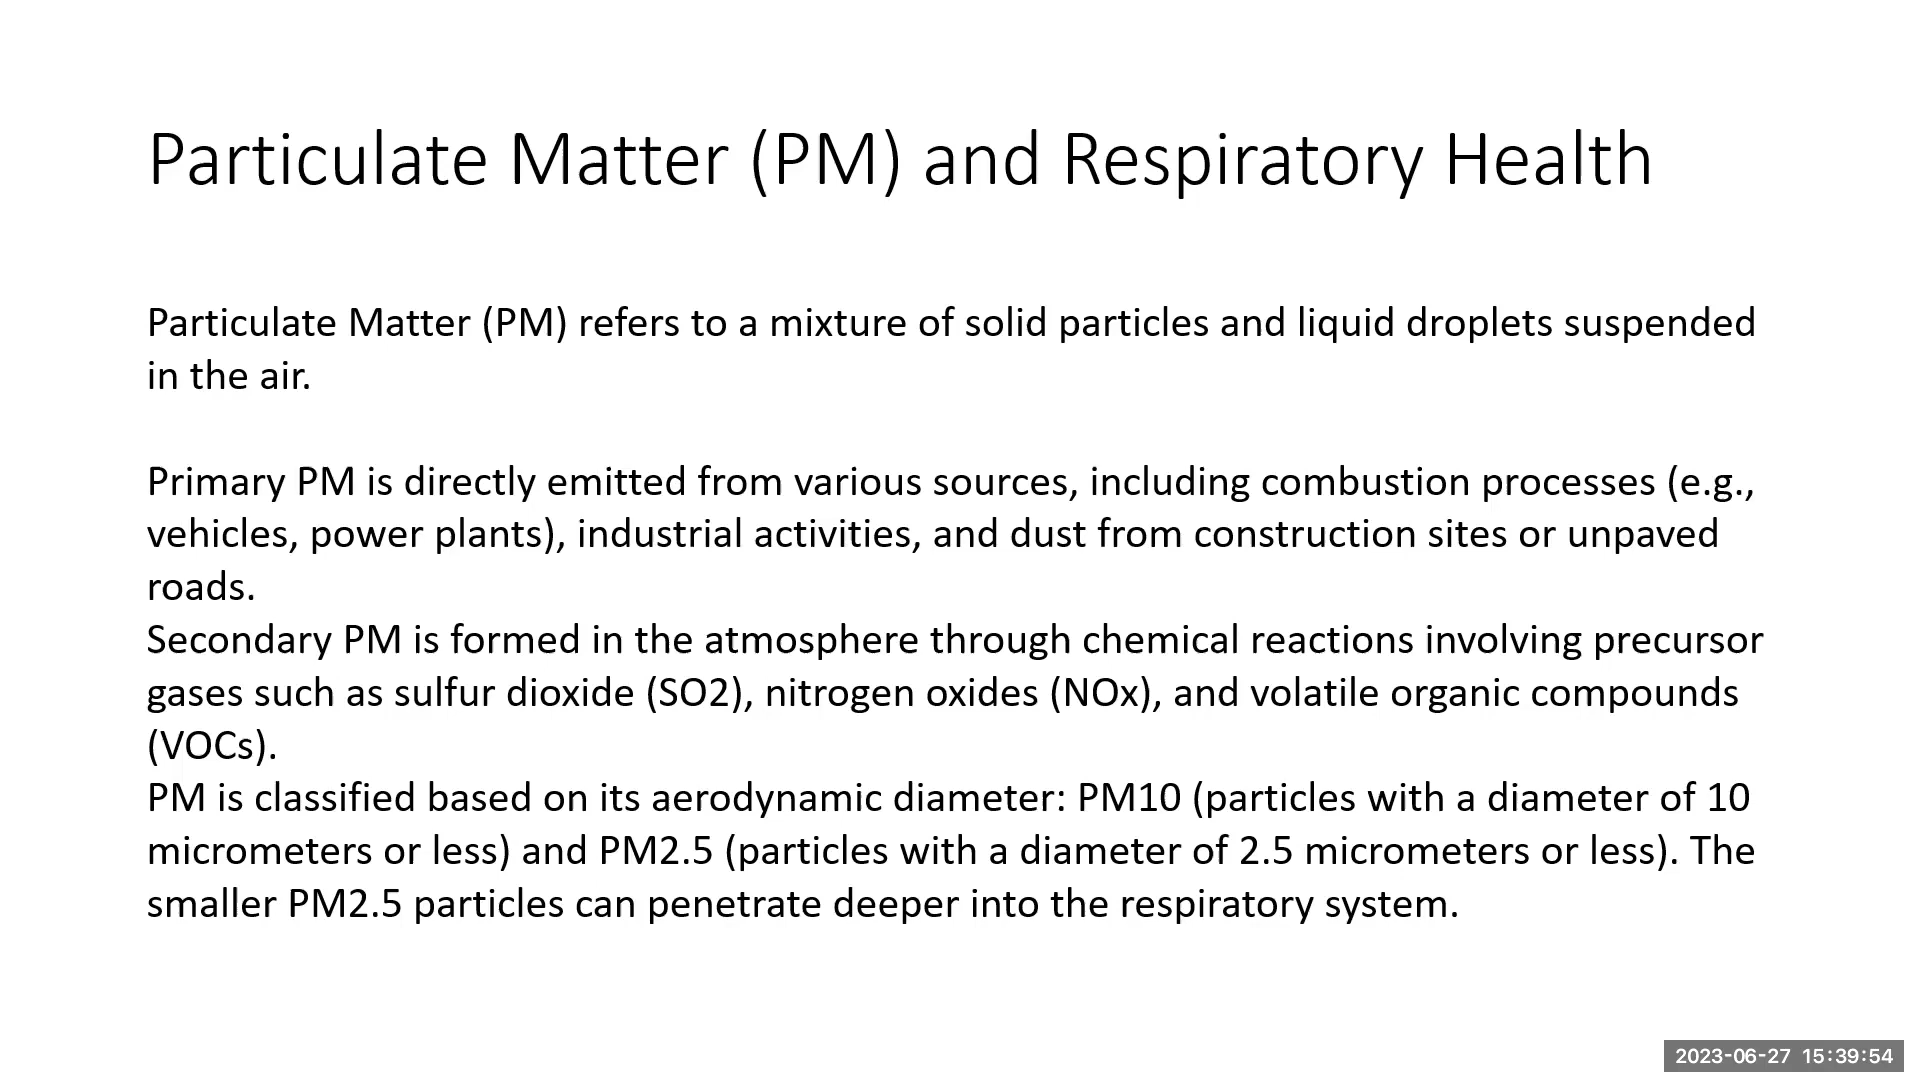 Particulate Matter (PM) and Respiratory Health
Particulate Matter (PM) refers to a mixture of solid particles and liquid droplets suspended
in the air.
Primary PM is directly emitted from various sources, including combustion processes (e.g.,
vehicles, power plants), industrial activities, and dust from construction sites or unpaved
roads.
Secondary PM is formed in the atmosphere through chemical reactions involving precursor
gases such as sulfur dioxide (SO2), nitrogen oxides (NOx), and volatile organic compounds
(VOCs).
PM is classified based on its aerodynamic diameter: PM10 (particles with a diameter of 10
micrometers or less) and PM2.5 (particles with a diameter of 2.5 micrometers or less). The
smaller PM2.5 particles can penetrate deeper into the respiratory system.
2023-06-27 15:39:54